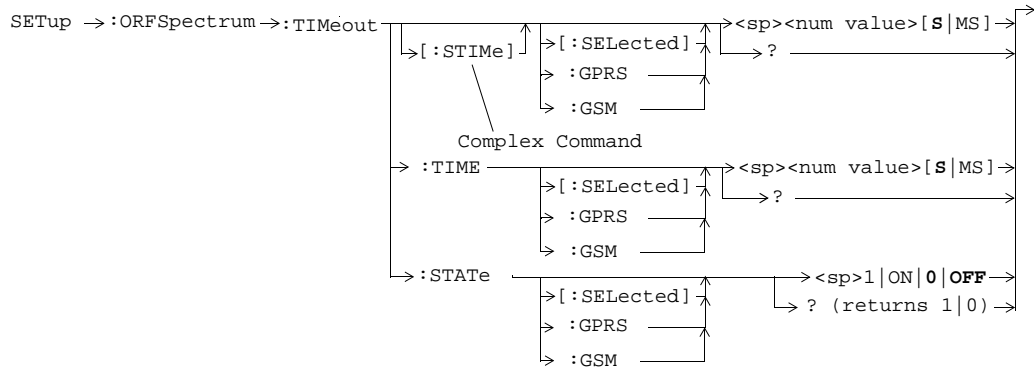 SETup :ORFSpectrum :TIMeout <sp><num value>[S|MS]
[:STIMe] [:SELected] ?
:GPRS
:GSM
Complex Command
:TIME <sp><num value>[S|MS]
[:SELected] ?
:GPRS
:GSM
:STATe <sp>1|ON|0|OFF
[:SELected] ? (returns 1|0)
:GPRS
:GSM